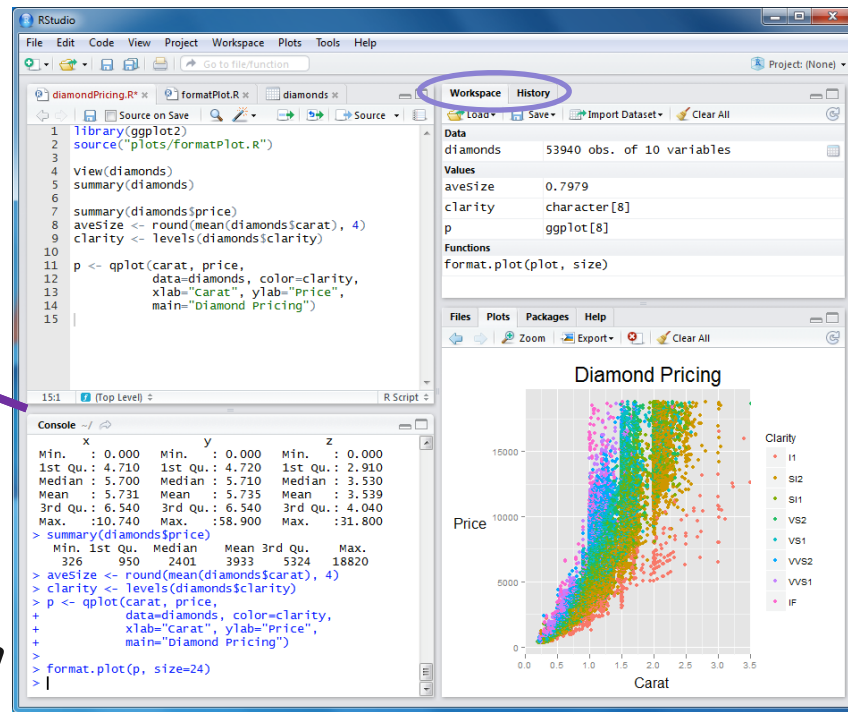 RStudio
File Edit Code View Project Workspace Plots Tools Help
Go to file/function
Project: (None)
diamondPricing.R* formatPlot.R diamonds
Source on Save Source
1 library(ggplot2)
2 source("plots/formatPlot.R")
3
4 View(diamonds)
5 summary(diamonds)
6
7 summary(diamonds$price)
8 aveSize <- round(mean(diamonds$carat), 4)
9 clarity <- levels(diamonds$clarity)
10
11 p <- qplot(carat, price,
12 data=diamonds, color=clarity,
13 xlab="Carat", ylab="Price",
14 main="Diamond Pricing")
15
15:1 (Top Level) R Script
Console ~/
x y z
Min. : 0.000 Min. : 0.000 Min. : 0.000
1st Qu.: 4.710 1st Qu.: 4.720 1st Qu.: 2.910
Median : 5.700 Median : 5.710 Median : 3.530
Mean : 5.731 Mean : 5.735 Mean : 3.539
3rd Qu.: 6.540 3rd Qu.: 6.540 3rd Qu.: 4.040
Max. :10.740 Max. :58.900 Max. :31.800
> summary(diamonds$price)
Min. 1st Qu. Median Mean 3rd Qu. Max.
326 950 2401 3933 5324 18820
> aveSize <- round(mean(diamonds$carat), 4)
> clarity <- levels(diamonds$clarity)
> p <- qplot(carat, price,
+ data=diamonds, color=clarity,
+ xlab="Carat", ylab="Price",
+ main="Diamond Pricing")
>
> format.plot(p, size=24)
>
Workspace History
Load Save Import Dataset Clear All
Data
diamonds 53940 obs. of 10 variables
Values
aveSize 0.7979
clarity character[8]
p ggplot[8]
Functions
format.plot(plot, size)
Files Plots Packages Help
Zoom Export Clear All
Diamond Pricing
Price
15000
10000
5000
0
0.0 0.5 1.0 1.5 2.0 2.5 3.0 3.5
Carat
Clarity
I1
SI2
SI1
VS2
VS1
VVS2
VVS1
IF